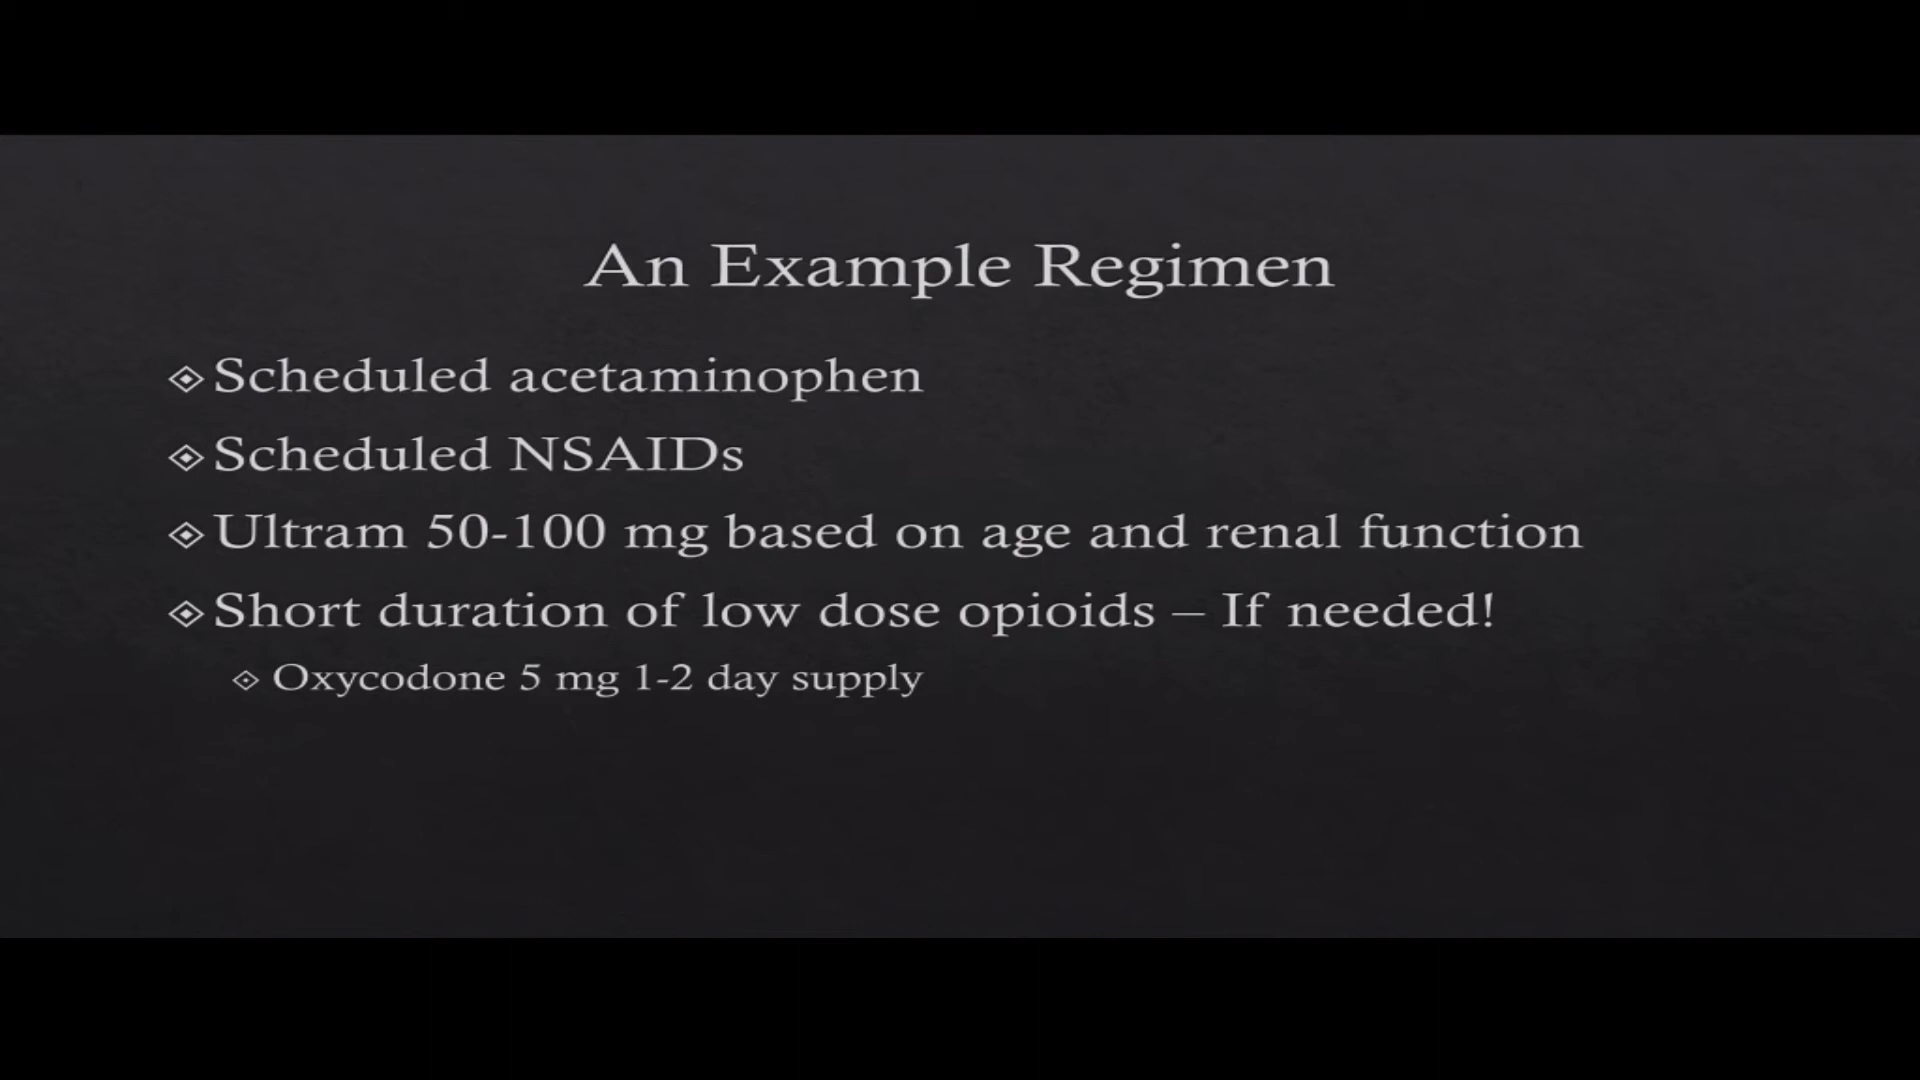 An Example Regimen
Scheduled acetaminophen
Scheduled NSAIDs
Ultram 50-100 mg based on age and renal function
Short duration of low dose opioids – If needed!
Oxycodone 5 mg 1-2 day supply